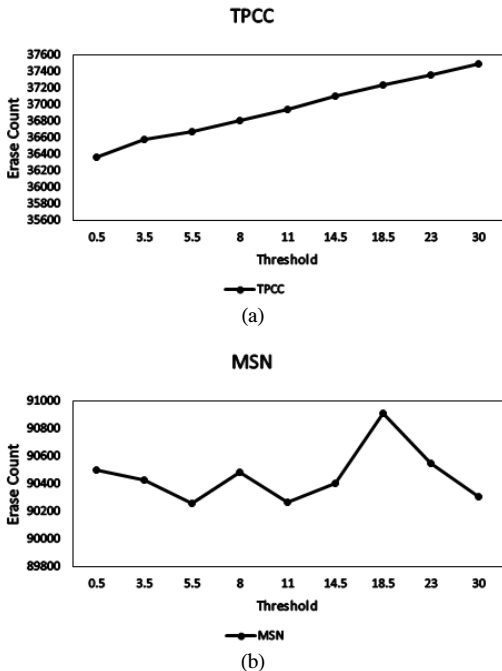 TPCC
37600
37400
37200
37000
36800
36600
36400
36200
36000
35800
35600
Erase Count
0.5 3.5 5.5 8 11 14.5 18.5 23 30
Threshold
TPCC
(a)
MSN
91000
90800
90600
90400
90200
90000
89800
Erase Count
0.5 3.5 5.5 8 11 14.5 18.5 23 30
Threshold
MSN
(b)